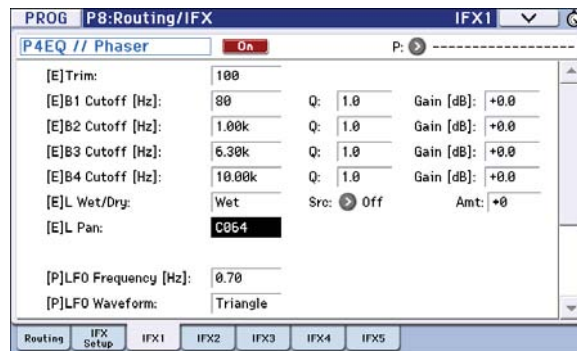 PROG P8:Routing/IFX IFX1
P4EQ // Phaser On P: ------------------
[E]Trim: 100
[E]B1 Cutoff [Hz]: 80 Q: 1.0 Gain [dB]: +0.0
[E]B2 Cutoff [Hz]: 1.00k Q: 1.0 Gain [dB]: +0.0
[E]B3 Cutoff [Hz]: 6.30k Q: 1.0 Gain [dB]: +0.0
[E]B4 Cutoff [Hz]: 10.00k Q: 1.0 Gain [dB]: +0.0
[E]L Wet/Dry: Wet Src: Off Amt: +0
[E]L Pan: C064
[P]LFO Frequency [Hz]: 0.70
[P]LFO Waveform: Triangle
Routing IFX Setup IFX1 IFX2 IFX3 IFX4 IFX5